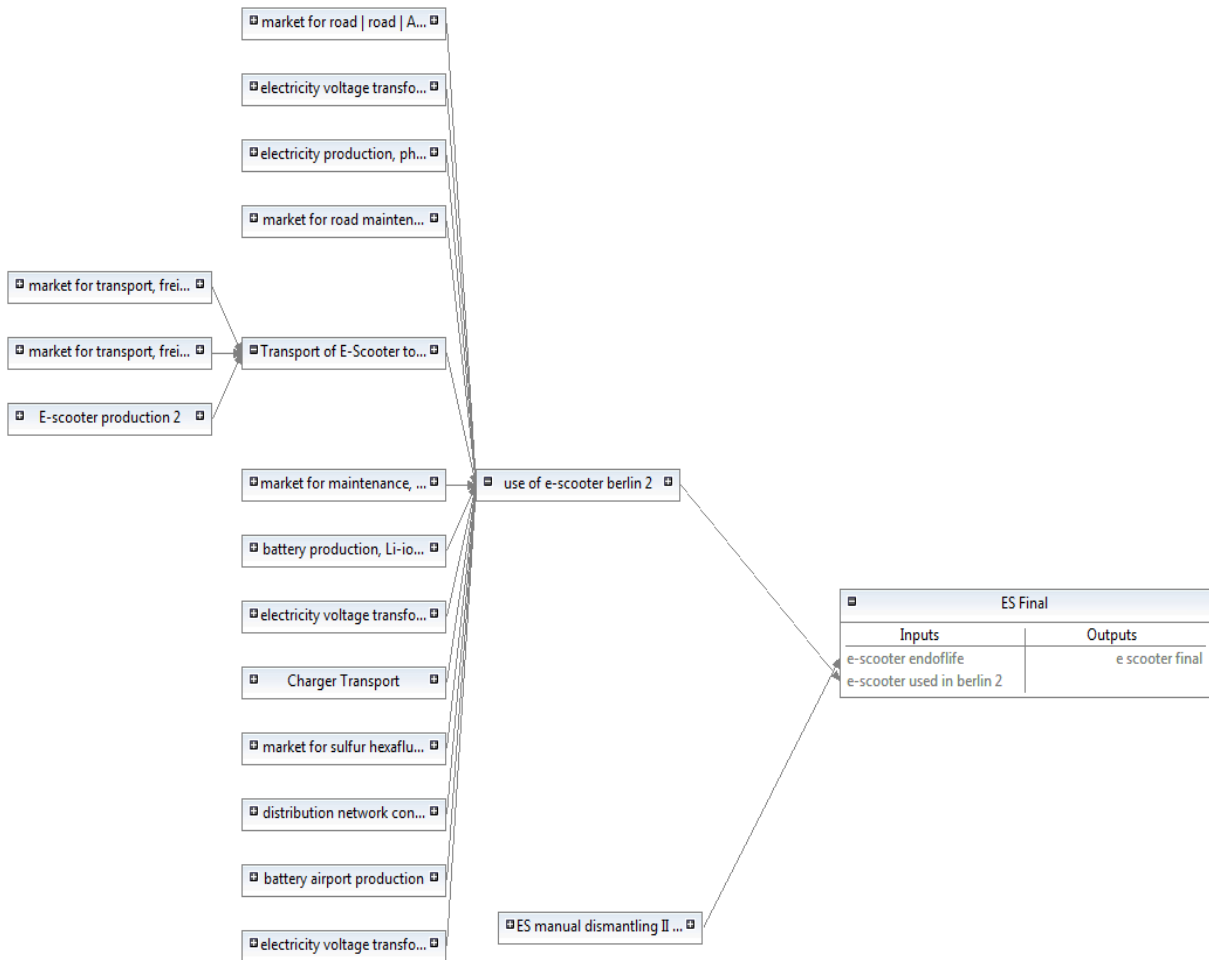 market for road | road | A...
electricity voltage transfo...
electricity production, ph...
market for road mainten...
market for transport, frei...
market for transport, frei...
Transport of E-Scooter to...
E-scooter production 2
market for maintenance, ...
use of e-scooter berlin 2
battery production, Li-io...
electricity voltage transfo...
ES Final
Inputs
Outputs
e-scooter endoflife
e scooter final
e-scooter used in berlin 2
Charger Transport
market for sulfur hexaflu...
distribution network con...
battery airport production
ES manual dismantling II ...
electricity voltage transfo...